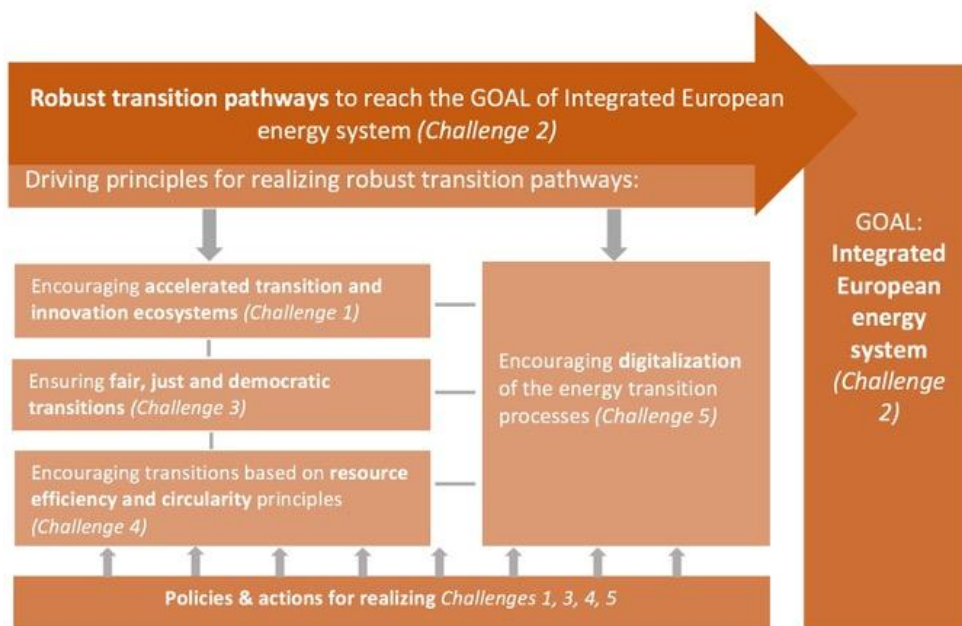 Robust transition pathways to reach the GOAL of Integrated European
energy system (Challenge 2)
Driving principles for realizing robust transition pathways:
Encouraging accelerated transition and
innovation ecosystems (Challenge 1)
Ensuring fair, just and democratic
transitions (Challenge 3)
Encouraging transitions based on resource
efficiency and circularity principles
(Challenge 4)
Encouraging digitalization
of the energy transition
processes (Challenge 5)
Policies & actions for realizing Challenges 1, 3, 4, 5
GOAL:
Integrated
European
energy
system
(Challenge
2)